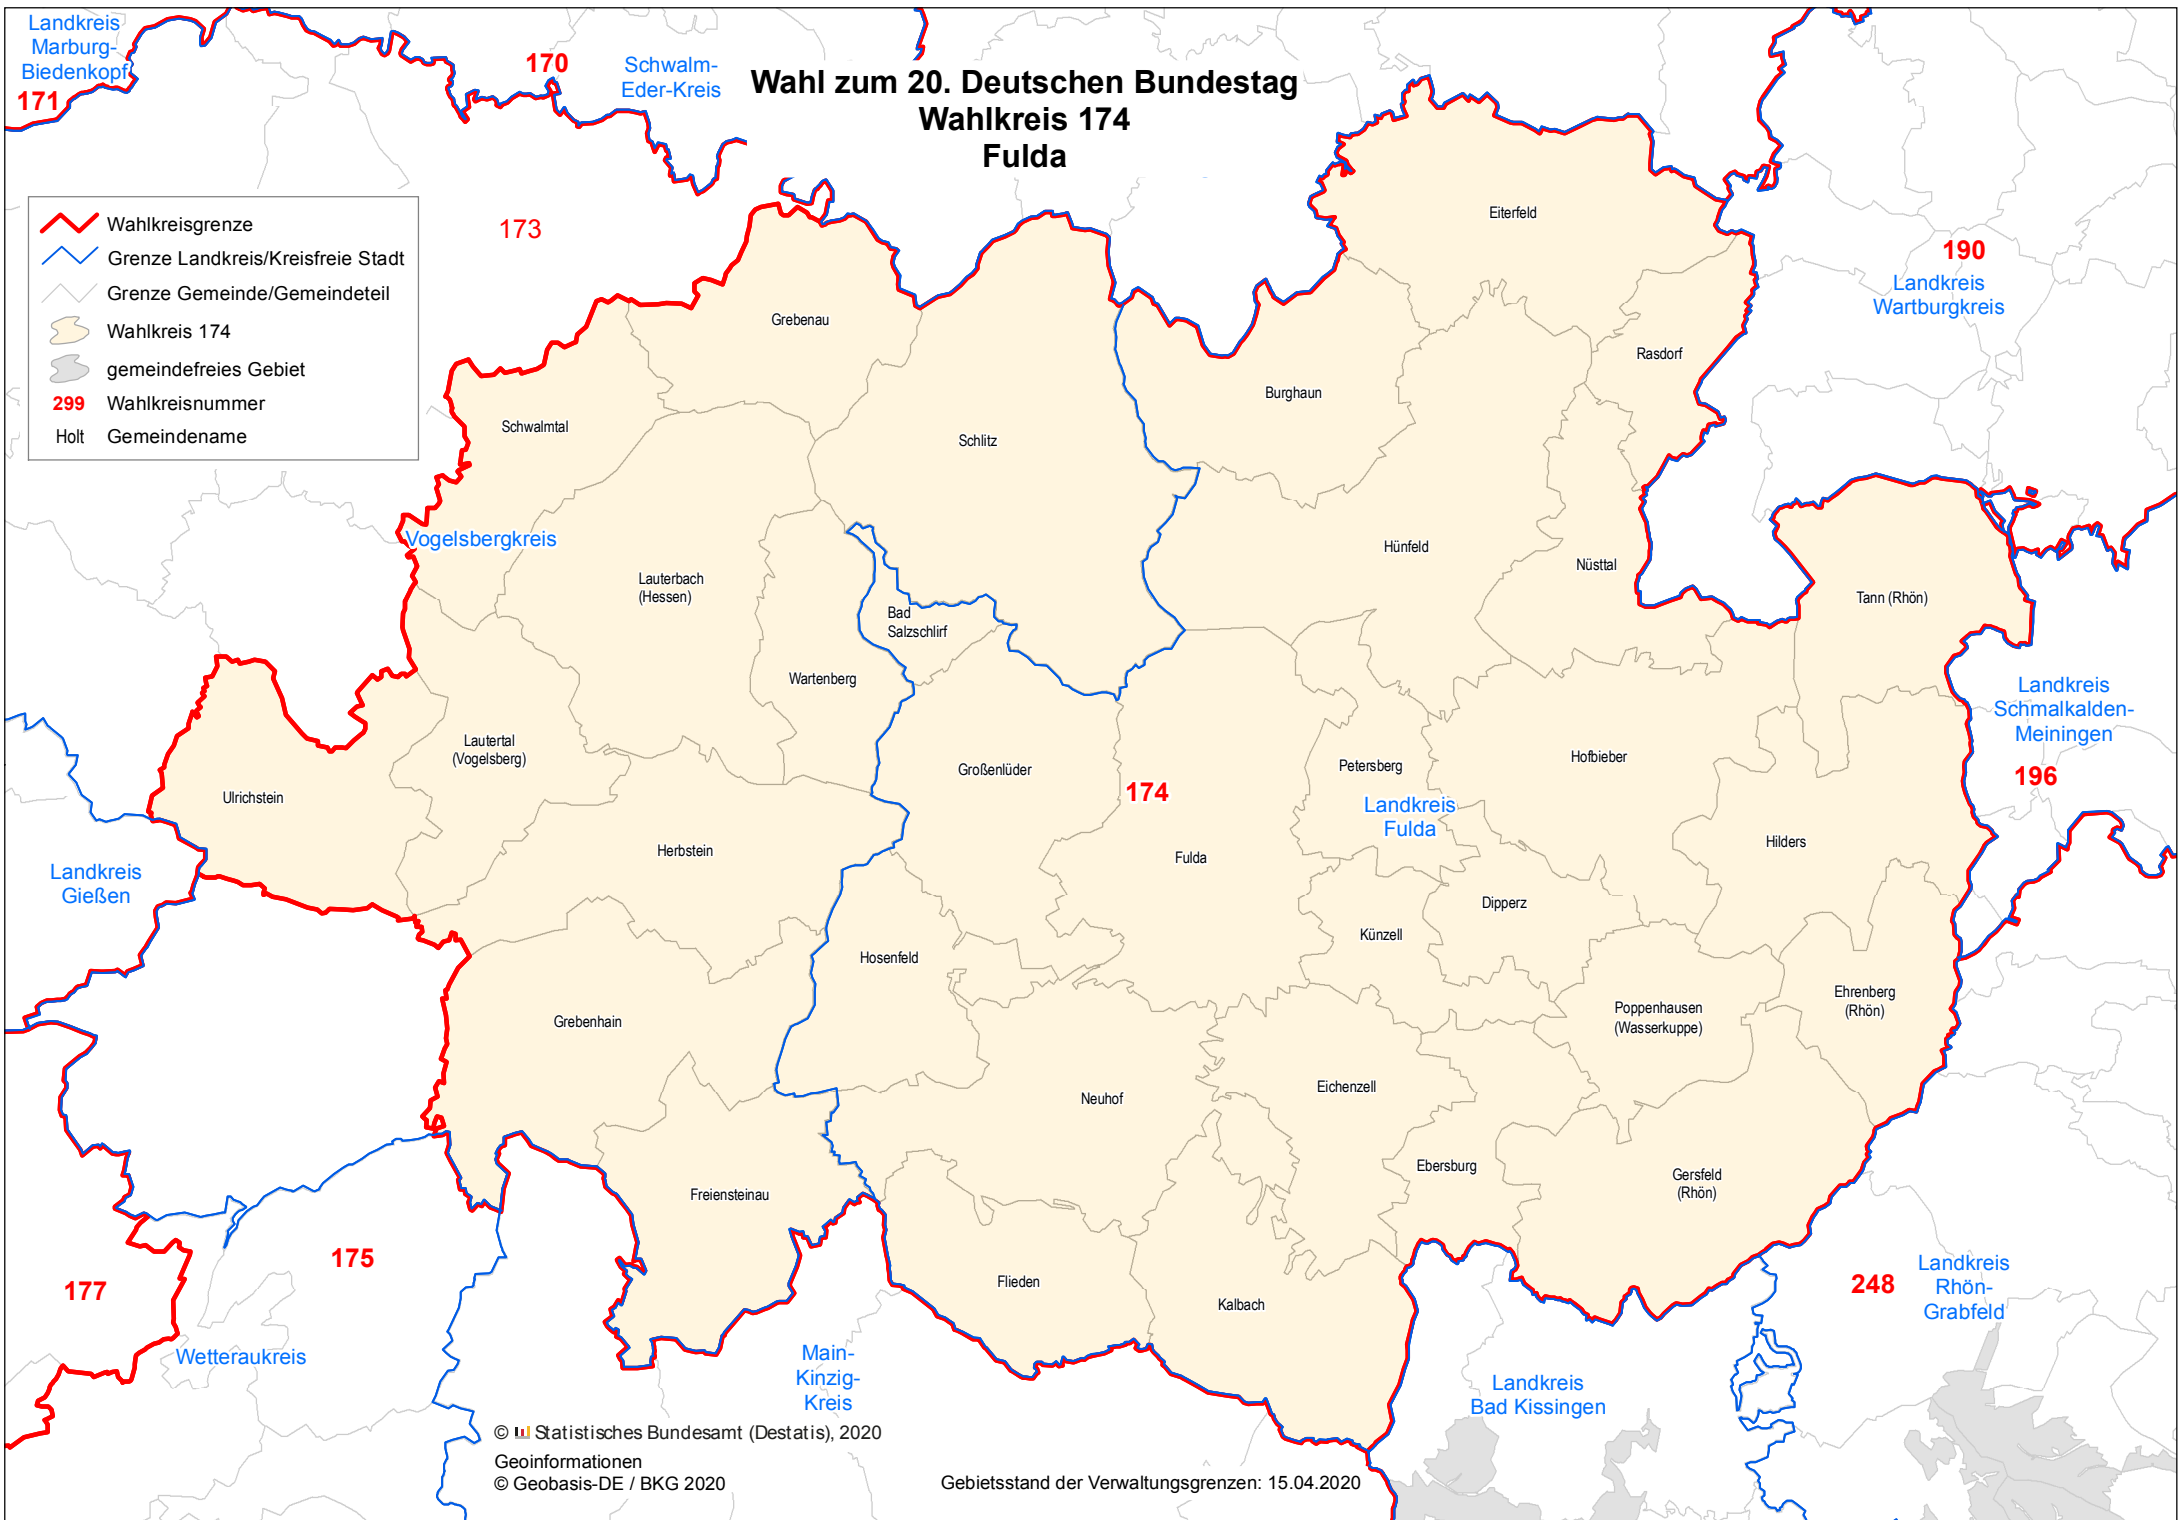 Wahl zum 20. Deutschen Bundestag
Wahlkreis 174
Fulda
Landkreis
Marburg-
Biedenkopf
171
170
Schwalm-
Eder-Kreis
173
Wahlkreisgrenze
Grenze Landkreis/Kreisfreie Stadt
Grenze Gemeinde/Gemeindeteil
Wahlkreis 174
gemeindefreies Gebiet
299 Wahlkreisnummer
Holt Gemeindename
Eiterfeld
190
Landkreis
Wartburgkreis
Grebenau
Rasdorf
Burghaun
Schwalmtal
Schlitz
Vogelsbergkreis
Hünfeld
Nüsttal
Lauterbach
(Hessen)
Tann (Rhön)
Bad
Salzschlirf
Wartenberg
Landkreis
Schmalkalden-
Meiningen
196
Lautertal
(Vogelsberg)
Großenlüder
Petersberg
Hofbieber
Ulrichstein
174
Landkreis
Fulda
Herbstein
Fulda
Hilders
Landkreis
Gießen
Dipperz
Künzell
Hosenfeld
Grebenhain
Poppenhausen
(Wasserkuppe)
Ehrenberg
(Rhön)
Neuhof
Eichenzell
Ebersburg
Gersfeld
(Rhön)
Freiensteinau
175
177
Flieden
Kalbach
248
Landkreis
Rhön-
Grabfeld
Wetteraukreis
Main-
Kinzig-
Kreis
Landkreis
Bad Kissingen
© Statistisches Bundesamt (Destatis), 2020
Geoinformationen
© Geobasis-DE / BKG 2020
Gebietsstand der Verwaltungsgrenzen: 15.04.2020